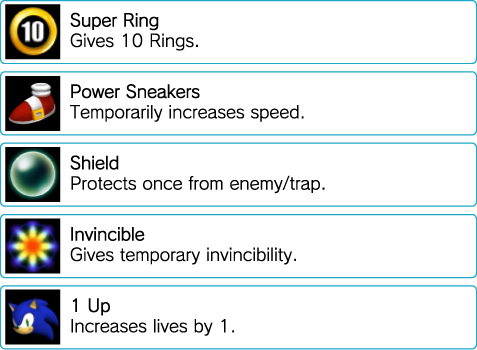 10
Super Ring
Gives 10 Rings.
Power Sneakers
Temporarily increases speed.
Shield
Protects once from enemy/trap.
Invincible
Gives temporary invincibility.
1 Up
Increases lives by 1.